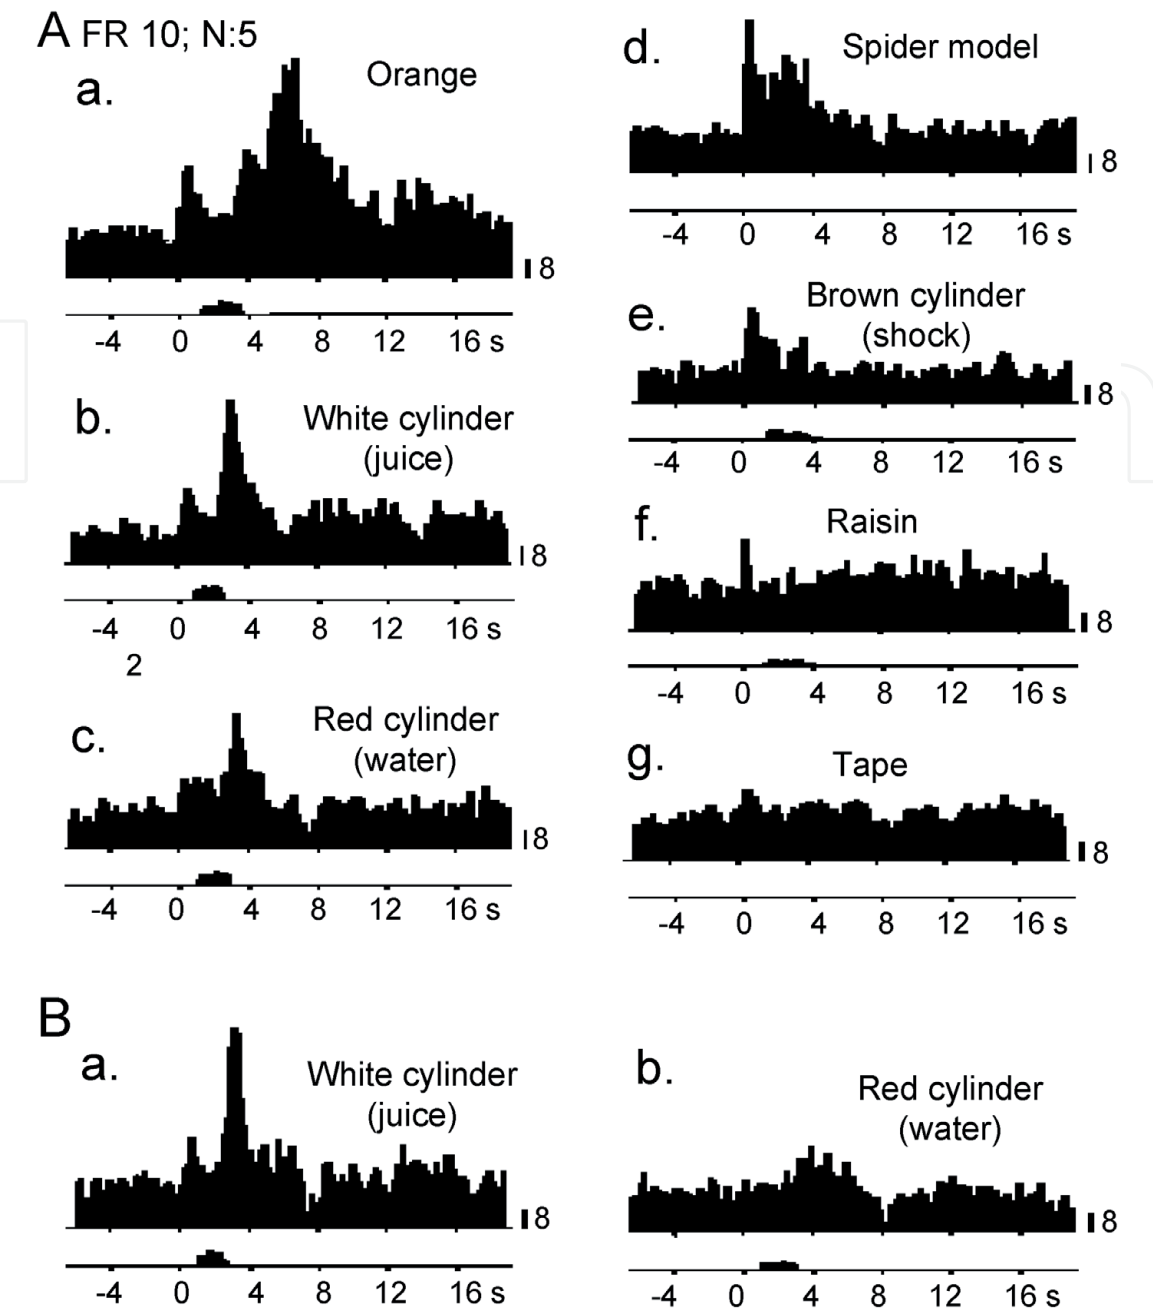 A FR 10; N:5
a.
Orange
8
-4 0 4 8 12 16 s
b.
White cylinder
(juice)
8
-4 0 4 8 12 16 s
2
c.
Red cylinder
(water)
8
-4 0 4 8 12 16 s
d.
Spider model
8
-4 0 4 8 12 16 s
e.
Brown cylinder
(shock)
8
-4 0 4 8 12 16 s
f.
Raisin
8
-4 0 4 8 12 16 s
g.
Tape
8
-4 0 4 8 12 16 s
B
a.
White cylinder
(juice)
8
-4 0 4 8 12 16 s
b.
Red cylinder
(water)
8
-4 0 4 8 12 16 s